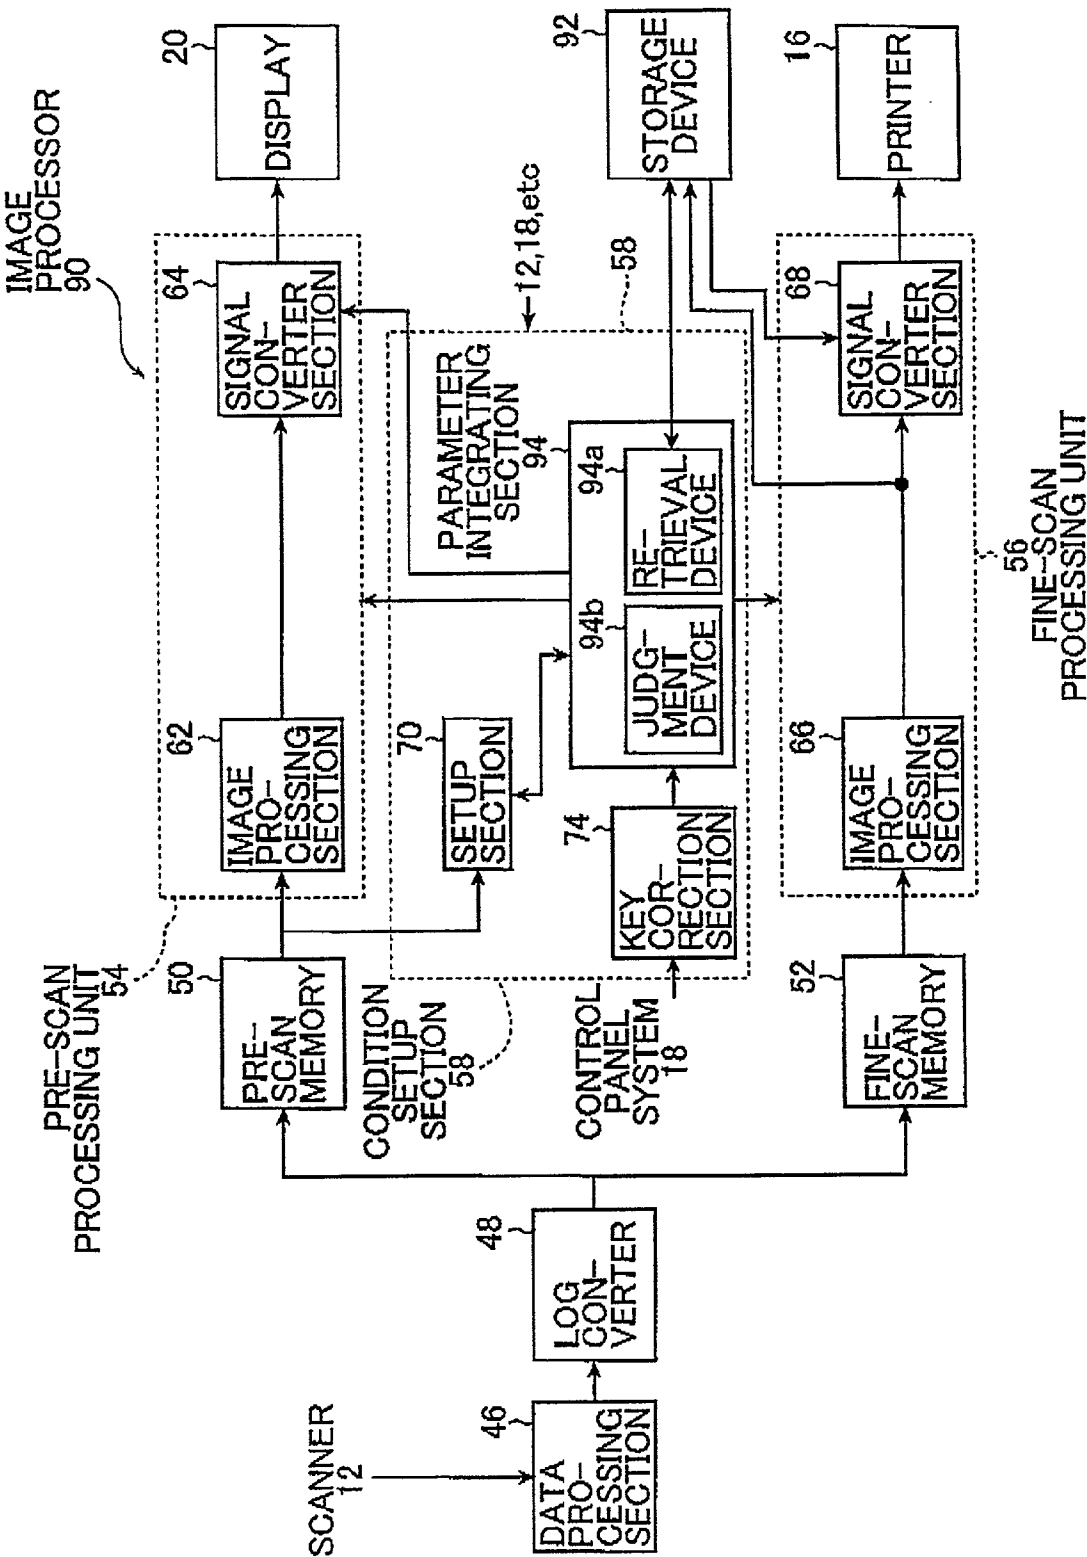 IMAGE
PROCESSOR
90
PRE-SCAN
PROCESSING UNIT
54
50
PRE-
SCAN
MEMORY
62
IMAGE
PRO-
CESSING
SECTION
64
SIGNAL
CON-
VERTER
SECTION
20
DISPLAY
CONDITION
SETUP
SECTION
58
70
SETUP
SECTION
PARAMETER
INTEGRATING
SECTION
94
12,18,etc
58
SCANNER
12
46
DATA
PRO-
CESSING
SECTION
48
LOG
CON-
VERTER
CONTROL
PANEL
SYSTEM
18
74
KEY
COR-
RECTION
SECTION
94b
JUDG-
MENT
DEVICE
94a
RE-
TRIEVAL
DEVICE
92
STORAGE
DEVICE
52
FINE-
SCAN
MEMORY
66
IMAGE
PRO-
CESSING
SECTION
68
SIGNAL
CON-
VERTER
SECTION
16
PRINTER
56
FINE-SCAN
PROCESSING UNIT